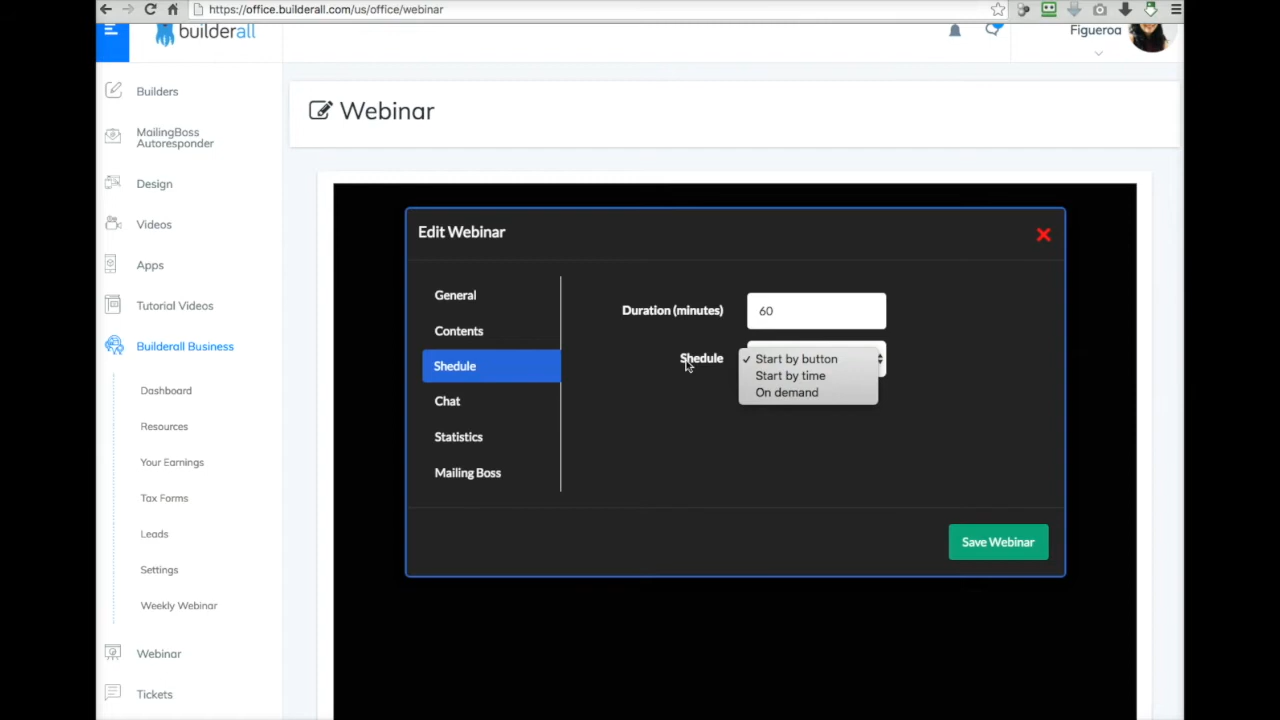 https://office.builderall.com/us/office/webinar
builderall
Figueroa
Builders
MailingBoss
Autoresponder
Design
Videos
Apps
Tutorial Videos
Builderall Business
Dashboard
Resources
Your Earnings
Tax Forms
Leads
Settings
Weekly Webinar
Webinar
Tickets
Webinar
Edit Webinar
General
Contents
Shedule
Chat
Statistics
Mailing Boss
Duration (minutes)
60
Shedule
✓ Start by button
Start by time
On demand
Save Webinar